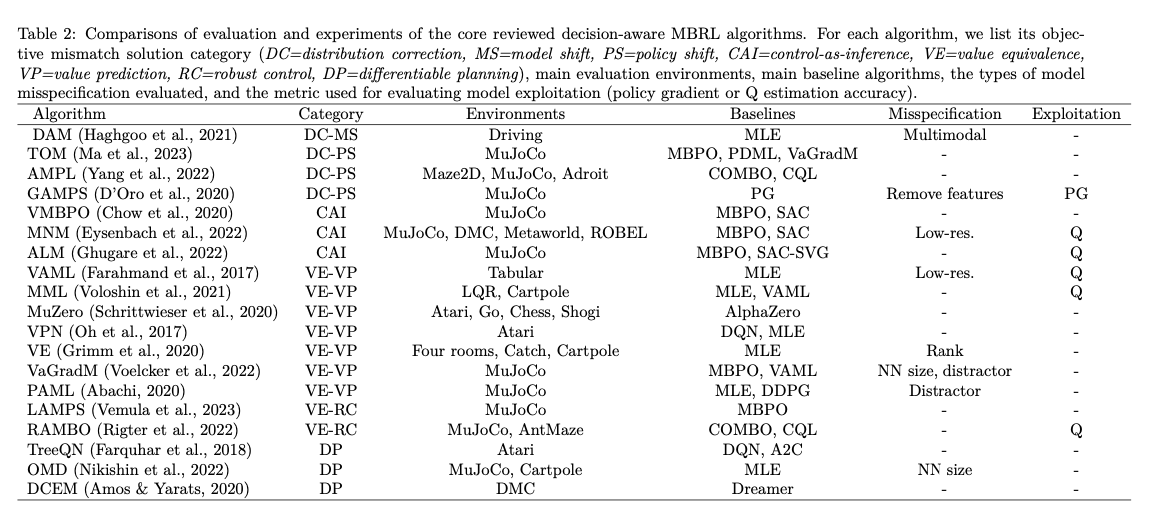 Table 2: Comparisons of evaluation and experiments of the core reviewed decision-aware MBRL algorithms. For each algorithm, we list its objec-
tive mismatch solution category (DC=distribution correction, MS=model shift, PS=policy shift, CAI=control-as-inference, VE=value equivalence,
VP=value prediction, RC=robust control, DP=differentiable planning), main evaluation environments, main baseline algorithms, the types of model
misspecification evaluated, and the metric used for evaluating model exploitation (policy gradient or Q estimation accuracy).
Algorithm Category Environments Baselines Misspecification Exploitation
DAM (Haghgoo et al., 2021) DC-MS Driving MLE Multimodal -
TOM (Ma et al., 2023) DC-PS MuJoCo MBPO, PDML, VaGradM - -
AMPL (Yang et al., 2022) DC-PS Maze2D, MuJoCo, Adroit COMBO, CQL - -
GAMPS (D'Oro et al., 2020) DC-PS MuJoCo PG Remove features PG
VMBPO (Chow et al., 2020) CAI MuJoCo MBPO, SAC - -
MNM (Eysenbach et al., 2022) CAI MuJoCo, DMC, Metaworld, ROBEL MBPO, SAC Low-res. Q
ALM (Ghugare et al., 2022) CAI MuJoCo MBPO, SAC-SVG - Q
VAML (Farahmand et al., 2017) VE-VP Tabular MLE Low-res. Q
MML (Voloshin et al., 2021) VE-VP LQR, Cartpole MLE, VAML - Q
MuZero (Schrittwieser et al., 2020) VE-VP Atari, Go, Chess, Shogi AlphaZero - -
VPN (Oh et al., 2017) VE-VP Atari DQN, MLE - -
VE (Grimm et al., 2020) VE-VP Four rooms, Catch, Cartpole MLE Rank -
VaGradM (Voelcker et al., 2022) VE-VP MuJoCo MBPO, VAML NN size, distractor -
PAML (Abachi, 2020) VE-VP MuJoCo MLE, DDPG Distractor -
LAMPS (Vemula et al., 2023) VE-RC MuJoCo MBPO - -
RAMBO (Rigter et al., 2022) VE-RC MuJoCo, AntMaze COMBO, CQL - Q
TreeQN (Farquhar et al., 2018) DP Atari DQN, A2C - -
OMD (Nikishin et al., 2022) DP MuJoCo, Cartpole MLE NN size -
DCEM (Amos & Yarats, 2020) DP DMC Dreamer - -